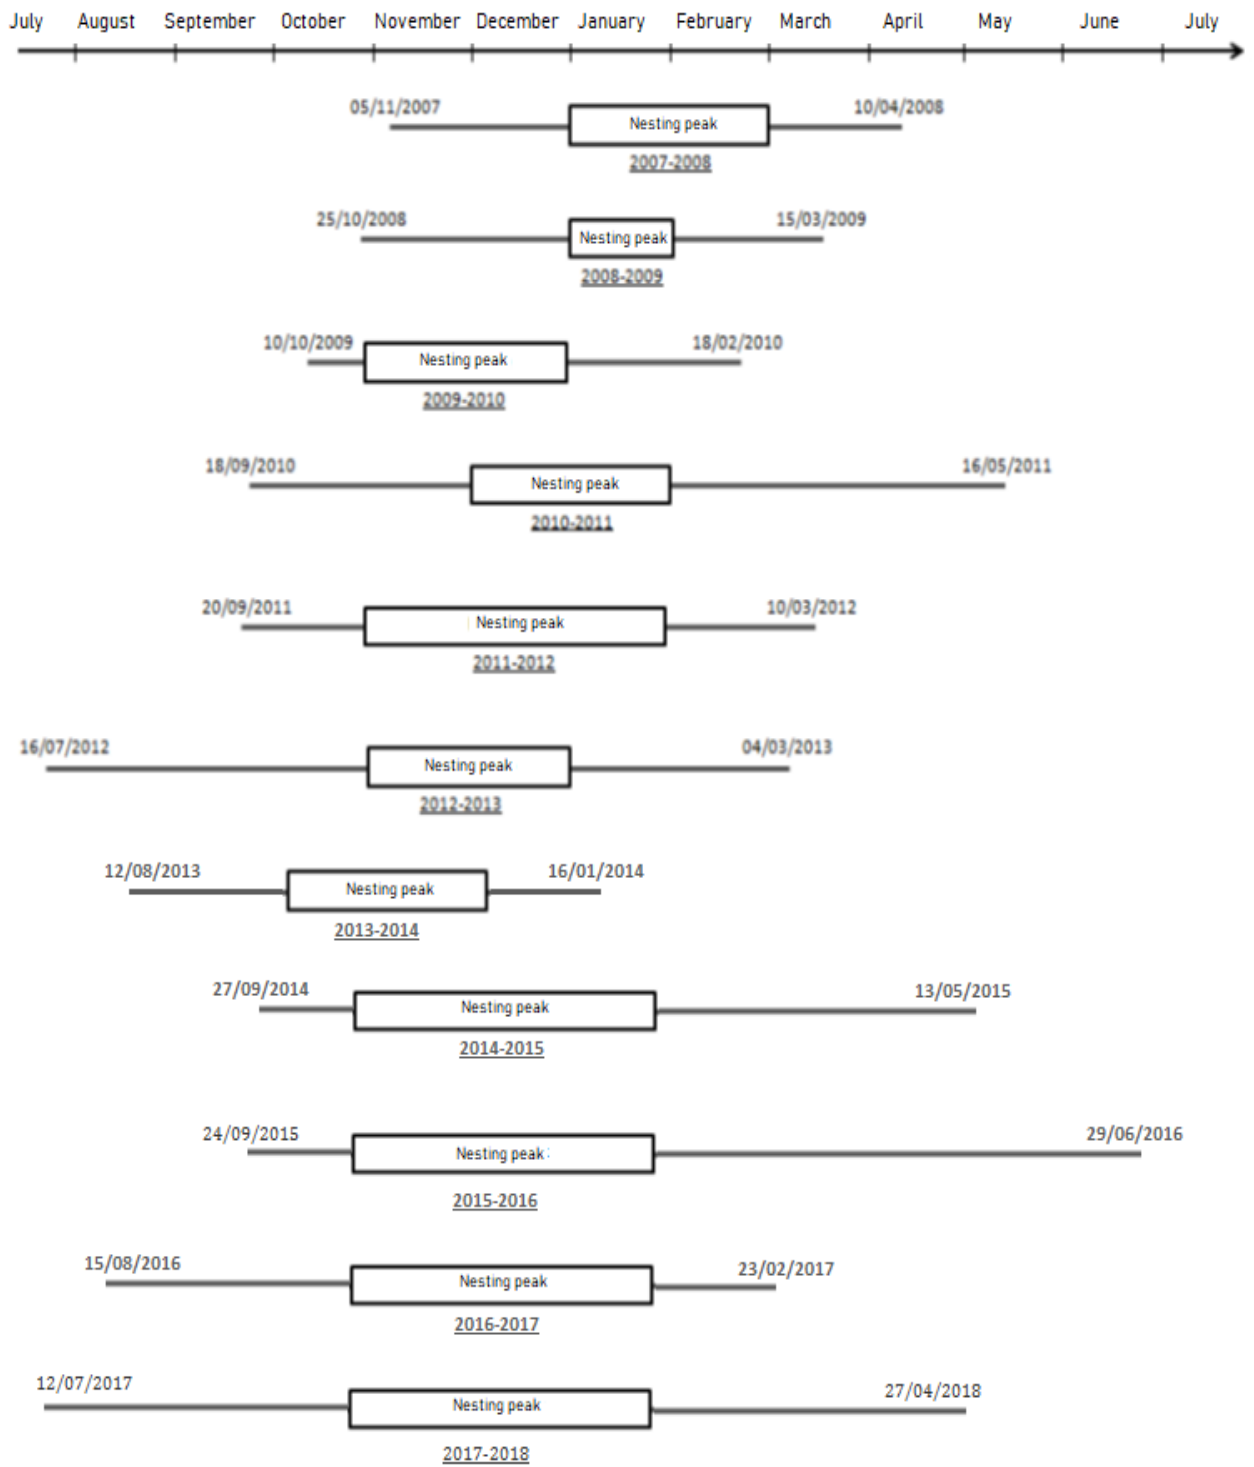 July August September October November December January February March April May June July
05/11/2007 10/04/2008
Nesting peak
2007-2008
25/10/2008 15/03/2009
Nesting peak
2008-2009
10/10/2009 18/02/2010
Nesting peak
2009-2010
18/09/2010 16/05/2011
Nesting peak
2010-2011
20/09/2011 10/03/2012
Nesting peak
2011-2012
16/07/2012 04/03/2013
Nesting peak
2012-2013
12/08/2013 16/01/2014
Nesting peak
2013-2014
27/09/2014 13/05/2015
Nesting peak
2014-2015
24/09/2015 29/06/2016
Nesting peak
2015-2016
15/08/2016 23/02/2017
Nesting peak
2016-2017
12/07/2017 27/04/2018
Nesting peak
2017-2018